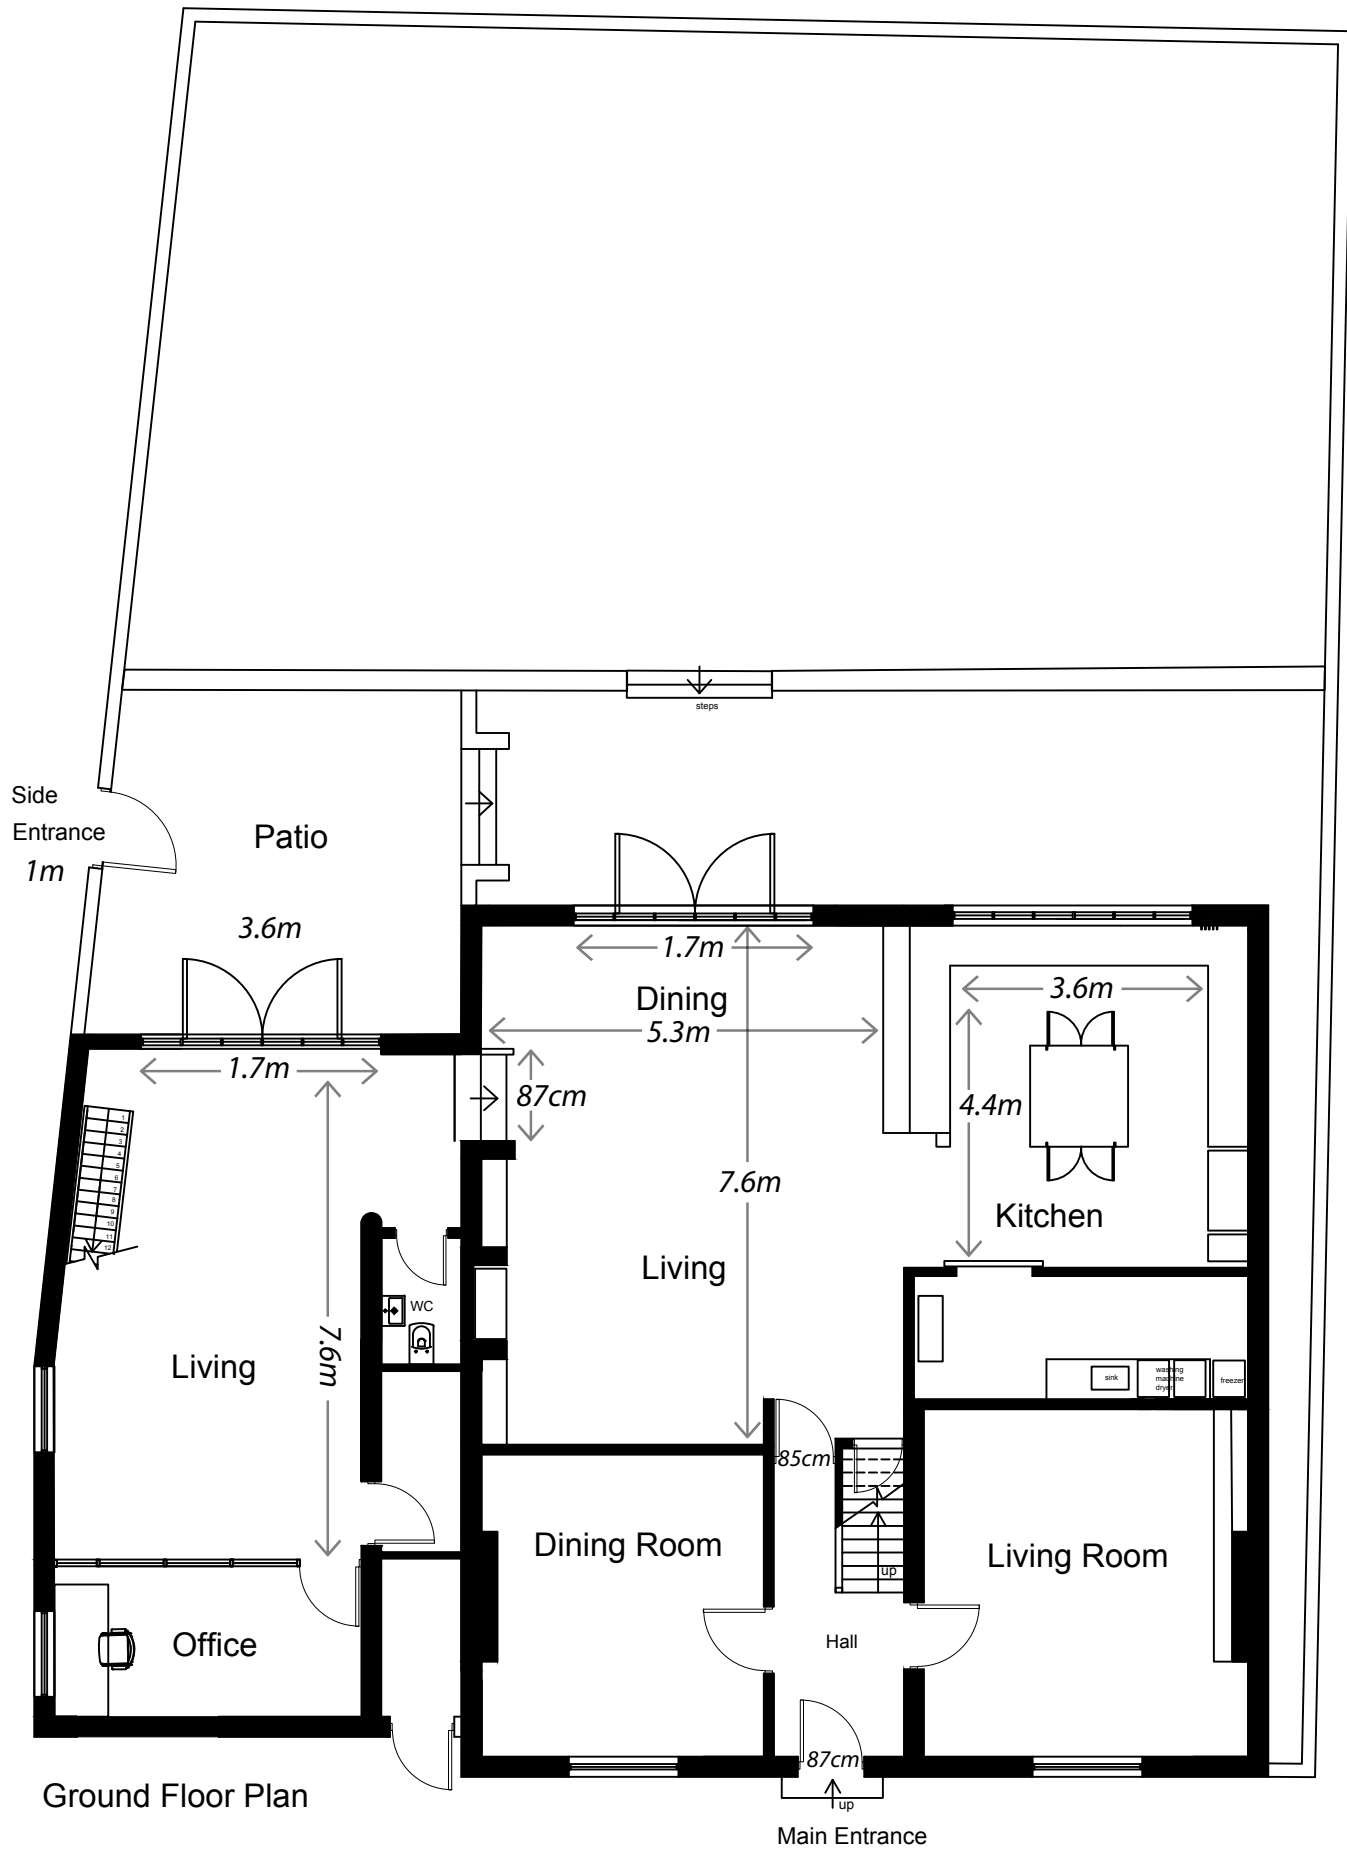 steps
Side
Entrance
1m
Patio
3.6m
1.7m
Dining
5.3m
3.6m
1.7m
87cm
4.4m
7.6m
Kitchen
1
2
3
4
5
6
7
8
9
10
11
12
Living
WC
7.6m
Living
sink
washing
machine
dryer
freezer
85cm
Dining Room
Living Room
up
Office
Hall
87cm
Ground Floor Plan
up
Main Entrance